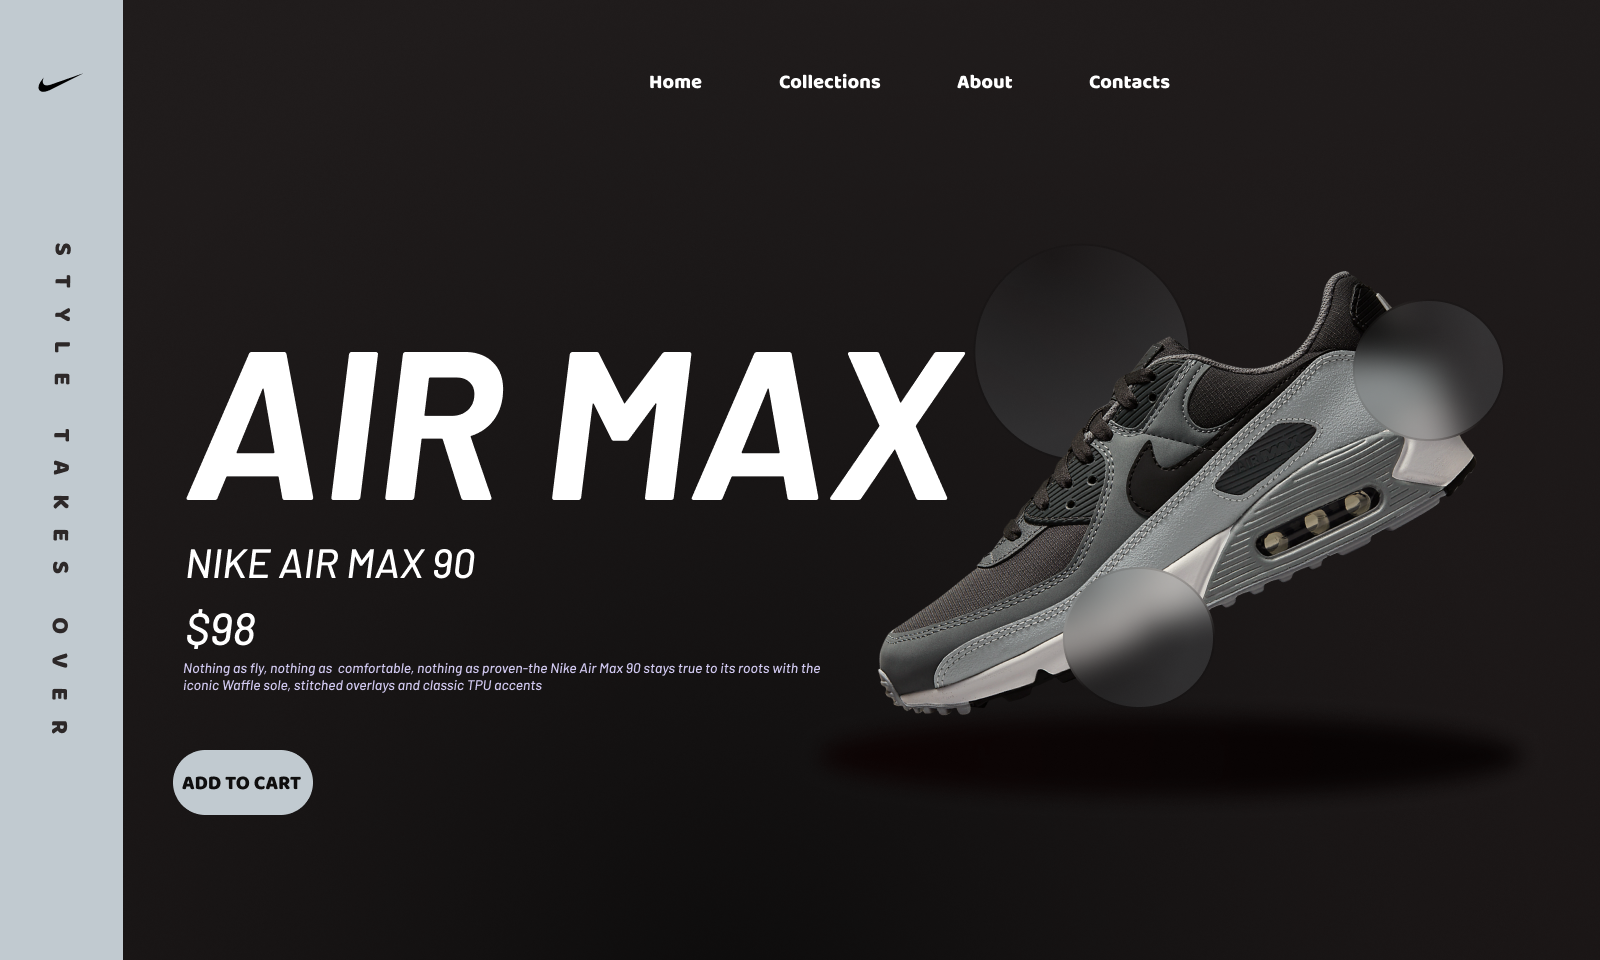 Home
Collections
About
Contacts
STYLE TAKES OVER
AIR MAX
NIKE AIR MAX 90
$98
Nothing as fly, nothing as  comfortable, nothing as proven-the Nike Air Max 90 stays true to its roots with the
iconic Waffle sole, stitched overlays and classic TPU accents
ADD TO CART